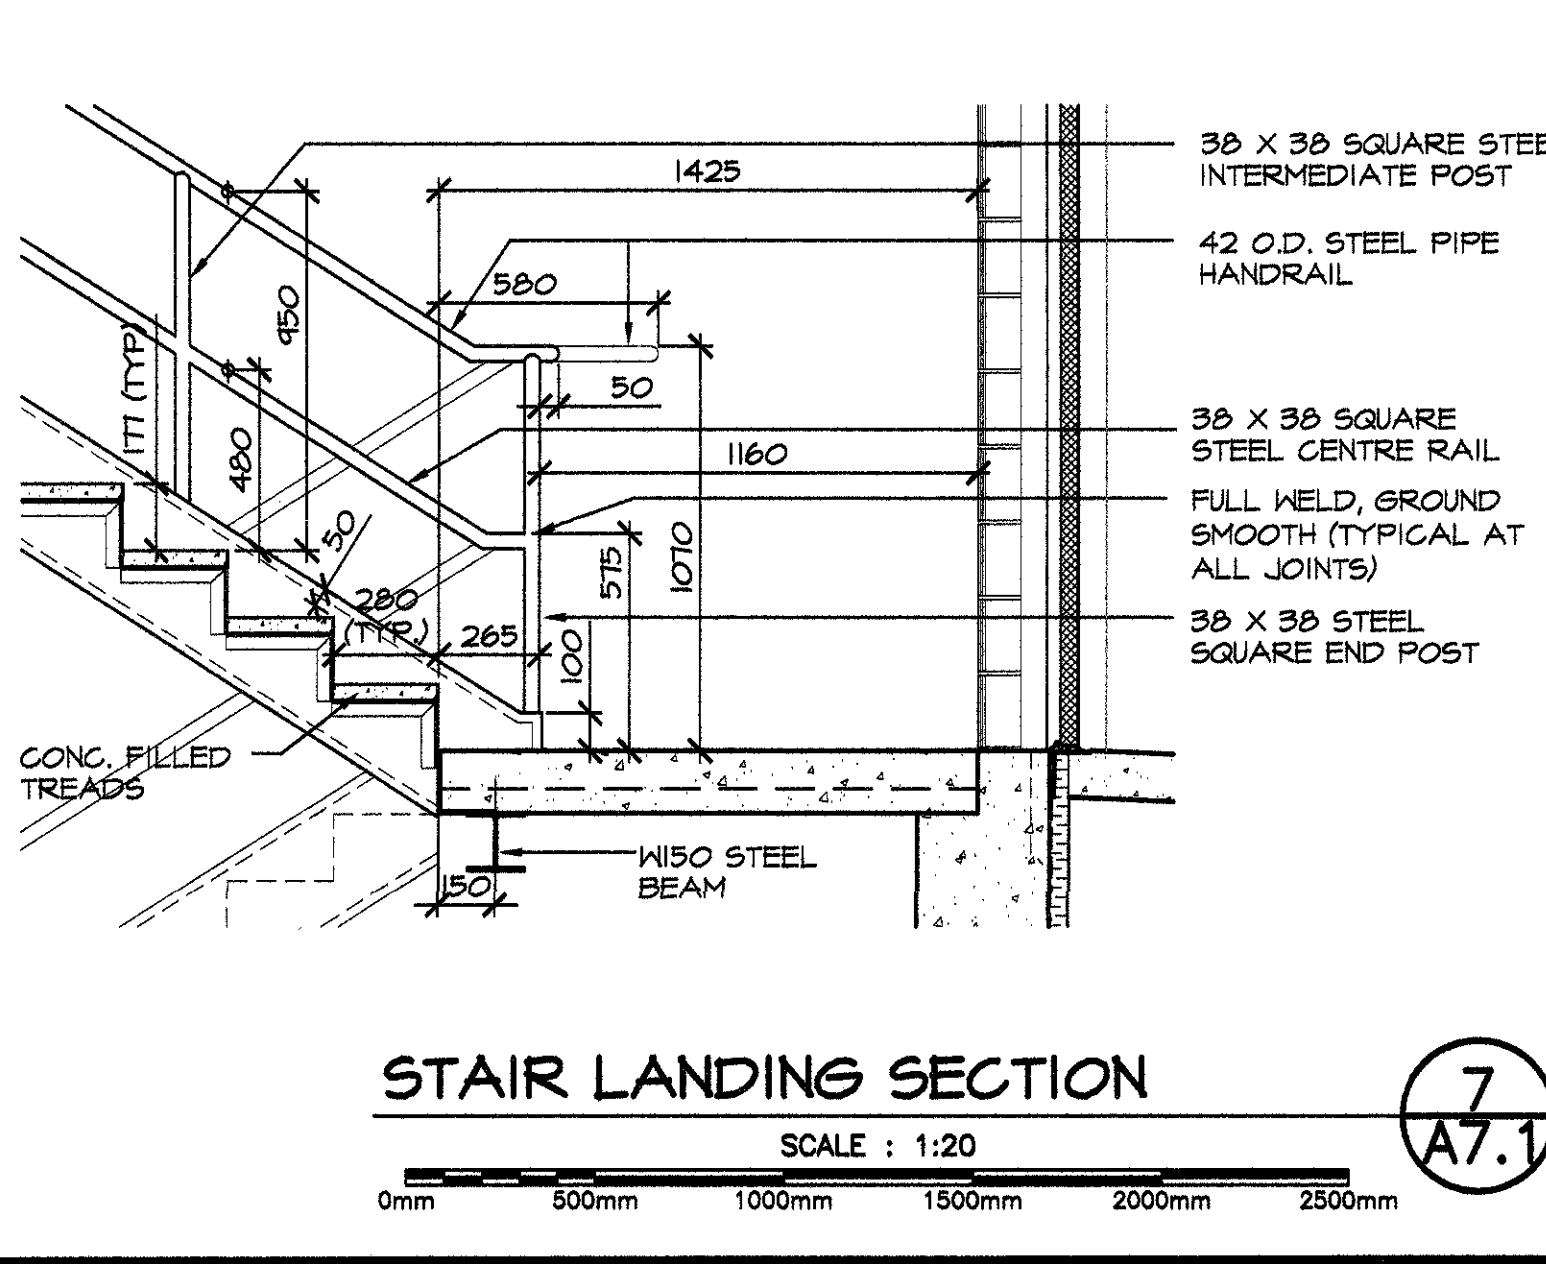 38 X 38 SQUARE STEE
INTERMEDIATE POST
1425
42 O.D. STEEL PIPE
HANDRAIL
580
950
177 (TYP)
50
38 X 38 SQUARE
STEEL CENTRE RAIL
480
1160
FULL WELD, GROUND
SMOOTH (TYPICAL AT
ALL JOINTS)
50
575
1070
280
(TYP.)
265
100
38 X 38 STEEL
SQUARE END POST
CONC. FILLED
TREADS
W150 STEEL
BEAM
150
STAIR LANDING SECTION
7
A7.1
SCALE : 1:20
0mm 500mm 1000mm 1500mm 2000mm 2500mm